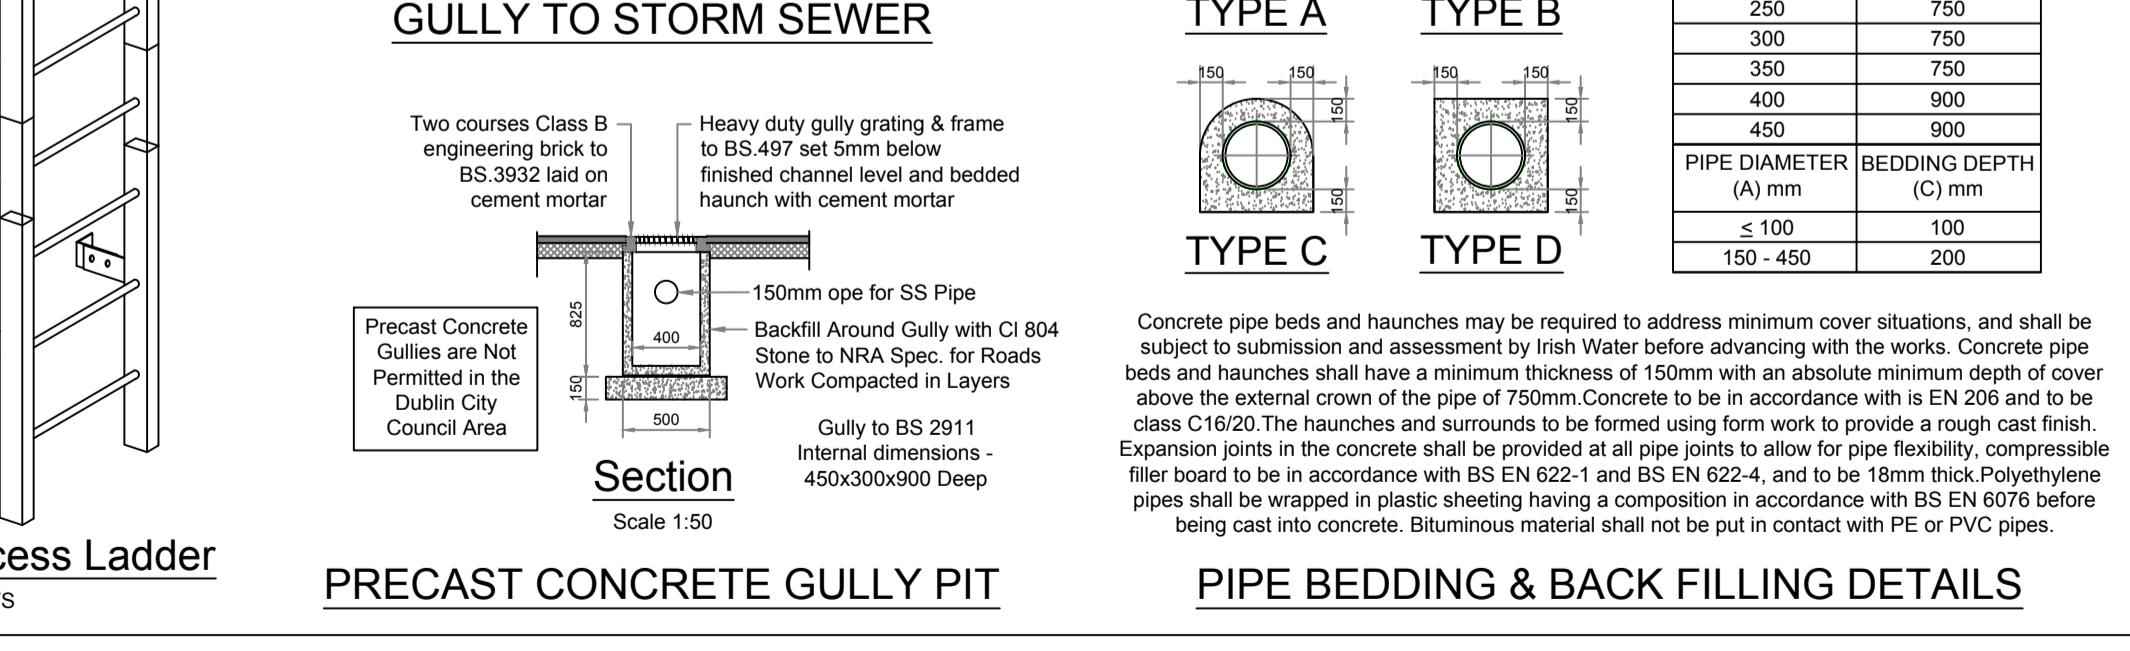 GULLY TO STORM SEWER
Two courses Class B
engineering brick to
BS.3932 laid on
cement mortar
Heavy duty gully grating & frame
to BS.497 set 5mm below
finished channel level and bedded
haunch with cement mortar
150mm ope for SS Pipe
Backfill Around Gully with Cl 804
Stone to NRA Spec. for Roads
Work Compacted in Layers
825
400
150
500
Precast Concrete
Gullies are Not
Permitted in the
Dublin City
Council Area
Gully to BS 2911
Internal dimensions -
450x300x900 Deep
Section
Scale 1:50
cess Ladder
TS
PRECAST CONCRETE GULLY PIT
TYPE A
TYPE B
150
150
150
150
TYPE C
150
150
150
150
TYPE D
250 750
300 750
350 750
400 900
450 900
PIPE DIAMETER BEDDING DEPTH
(A) mm (C) mm
≤ 100 100
150 - 450 200
Concrete pipe beds and haunches may be required to address minimum cover situations, and shall be
subject to submission and assessment by Irish Water before advancing with the works. Concrete pipe
beds and haunches shall have a minimum thickness of 150mm with an absolute minimum depth of cover
above the external crown of the pipe of 750mm.Concrete to be in accordance with is EN 206 and to be
class C16/20.The haunches and surrounds to be formed using form work to provide a rough cast finish.
Expansion joints in the concrete shall be provided at all pipe joints to allow for pipe flexibility, compressible
filler board to be in accordance with BS EN 622-1 and BS EN 622-4, and to be 18mm thick.Polyethylene
pipes shall be wrapped in plastic sheeting having a composition in accordance with BS EN 6076 before
being cast into concrete. Bituminous material shall not be put in contact with PE or PVC pipes.
PIPE BEDDING & BACK FILLING DETAILS